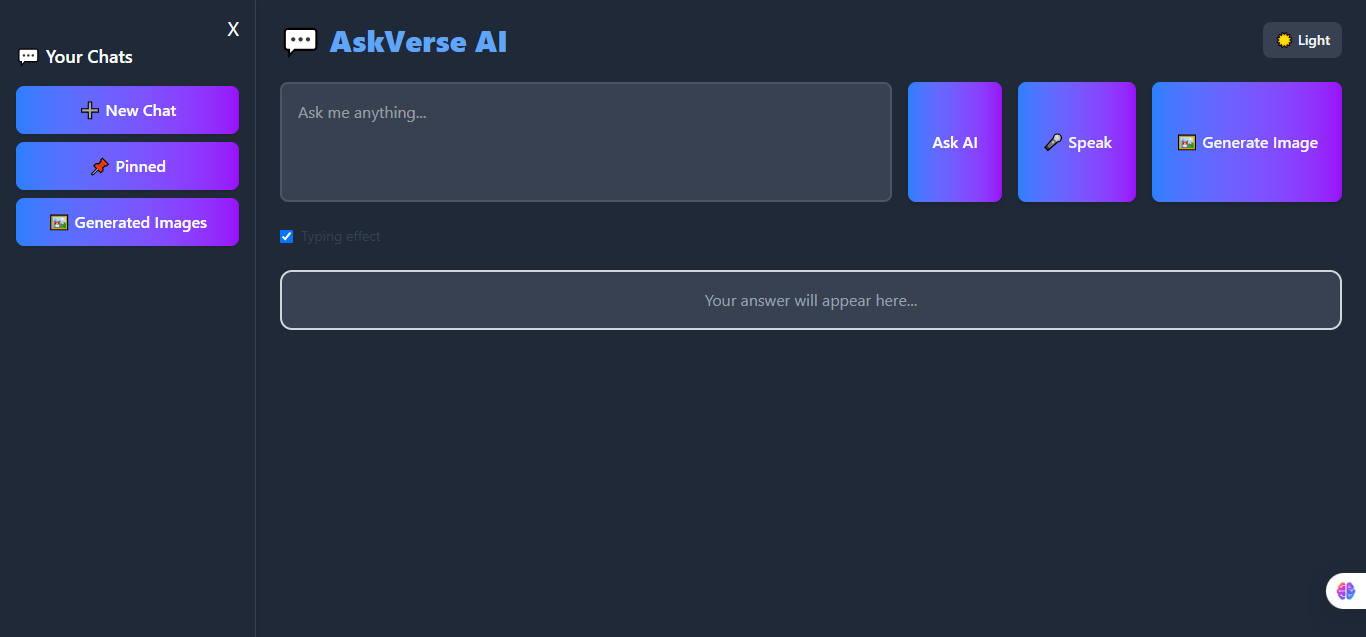 X
💬 Your Chats
➕ New Chat
📌 Pinned
🖼️ Generated Images
💬 AskVerse AI
🌞 Light
Ask me anything...
Ask AI
🎤 Speak
🖼️ Generate Image
Typing effect
Your answer will appear here...